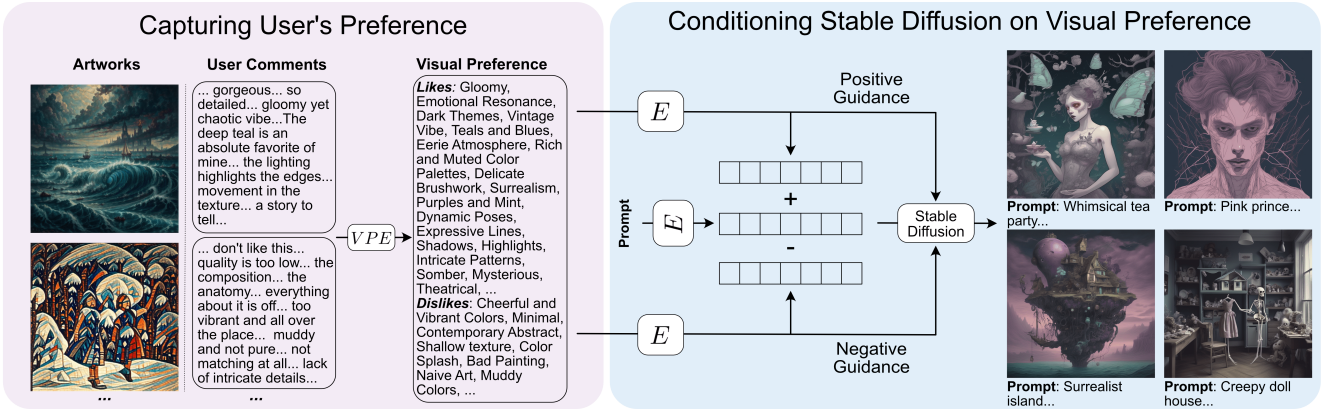 Capturing User's Preference
Artworks
User Comments
... gorgeous... so
detailed... gloomy yet
chaotic vibe...The
deep teal is an
absolute favorite of
mine... the lighting
highlights the edges...
movement in the
texture... a story to
tell...
... don't like this...
quality is too low... the
composition... the
anatomy... everything
about it is off... too
vibrant and all over
the place... muddy
and not pure... not
matching at all... lack
of intricate details...
...
...
VPE
Visual Preference
Likes: Gloomy,
Emotional Resonance,
Dark Themes, Vintage
Vibe, Teals and Blues,
Eerie Atmosphere, Rich
and Muted Color
Palettes, Delicate
Brushwork, Surrealism,
Purples and Mint,
Dynamic Poses,
Expressive Lines,
Shadows, Highlights,
Intricate Patterns,
Somber, Mysterious,
Theatrical, ...
Dislikes: Cheerful and
Vibrant Colors, Minimal,
Contemporary Abstract,
Shallow texture, Color
Splash, Bad Painting,
Naive Art, Muddy
Colors, ...
Conditioning Stable Diffusion on Visual Preference
E
Positive
Guidance
Prompt
E
+
-
Stable
Diffusion
E
Negative
Guidance
Prompt: Whimsical tea
party...
Prompt: Pink prince...
Prompt: Surrealist
island...
Prompt: Creepy doll
house...